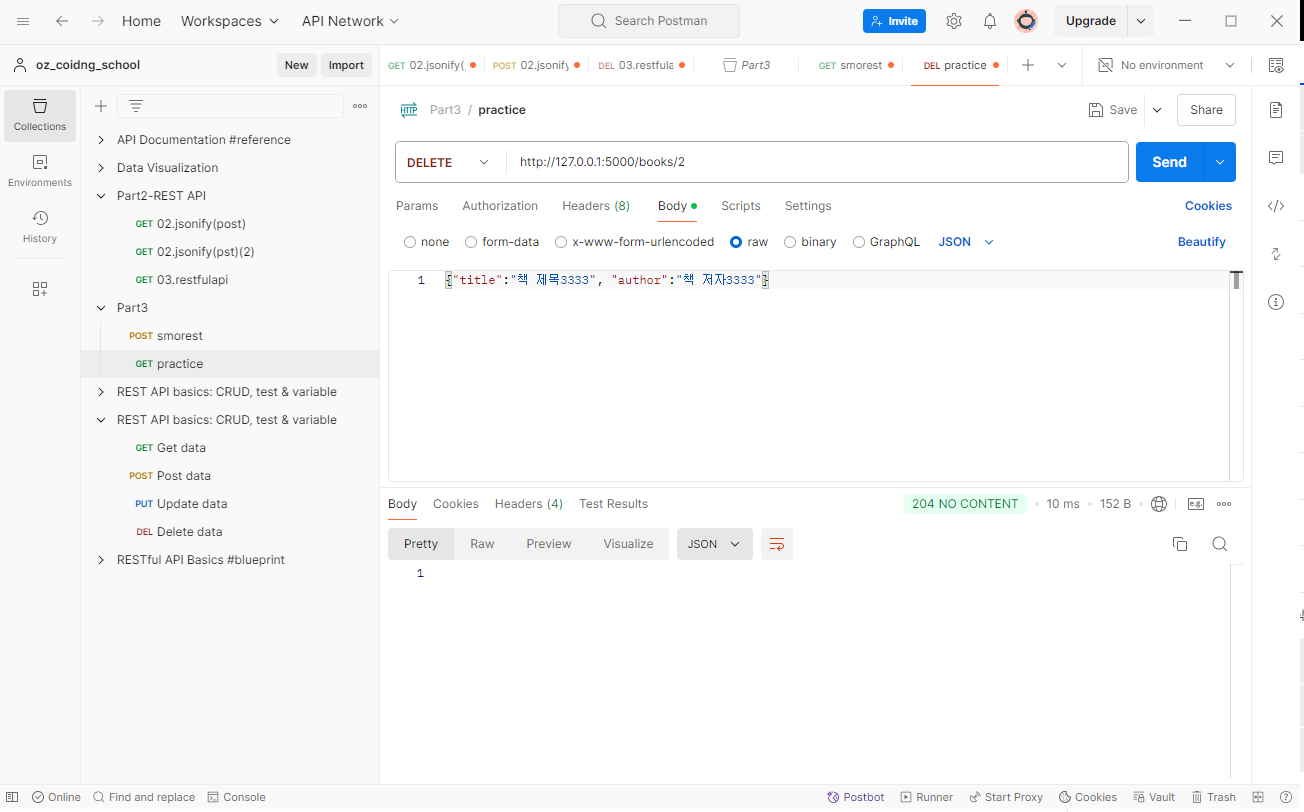 Home Workspaces API Network Search Postman Invite Upgrade
oz_coidng_school New Import GET 02.jsonify(. POST 02.jsonify DEL 03.restfula Part3 GET smorest DEL practice No environment
HTTP Part3 / practice Save Share
Collections
Environments
History
API Documentation #reference
Data Visualization
Part2-REST API
GET 02.jsonify(post)
GET 02.jsonify(pst)(2)
GET 03.restfulapi
Part3
POST smorest
GET practice
REST API basics: CRUD, test & variable
REST API basics: CRUD, test & variable
GET Get data
POST Post data
PUT Update data
DEL Delete data
RESTful API Basics #blueprint
DELETE http://127.0.0.1:5000/books/2 Send
Params Authorization Headers (8) Body Scripts Settings Cookies
none form-data x-www-form-urlencoded raw binary GraphQL JSON Beautify
1 {"title":"책 제목3333", "author":"책 저자3333"}
Body Cookies Headers (4) Test Results 204 NO CONTENT 10 ms 152 B e.g.
Pretty Raw Preview Visualize JSON
1
Online Find and replace Console Postbot Runner Start Proxy Cookies Vault Trash